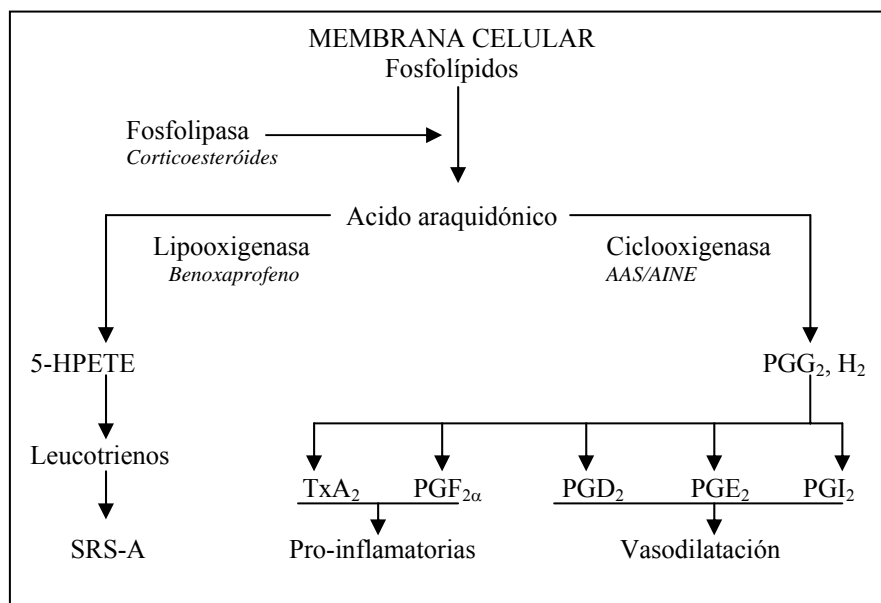 MEMBRANA CELULAR
Fosfolípidos
Fosfolipasa
Corticoesteróides
Acido araquidónico
Lipooxigenasa
Benoxaprofeno
Ciclooxigenasa
AAS/AINE
5-HPETE
PGG₂, H₂
Leucotrienos
TxA₂ PGF₂α PGD₂ PGE₂ PGI₂
SRS-A
Pro-inflamatorias
Vasodilatación